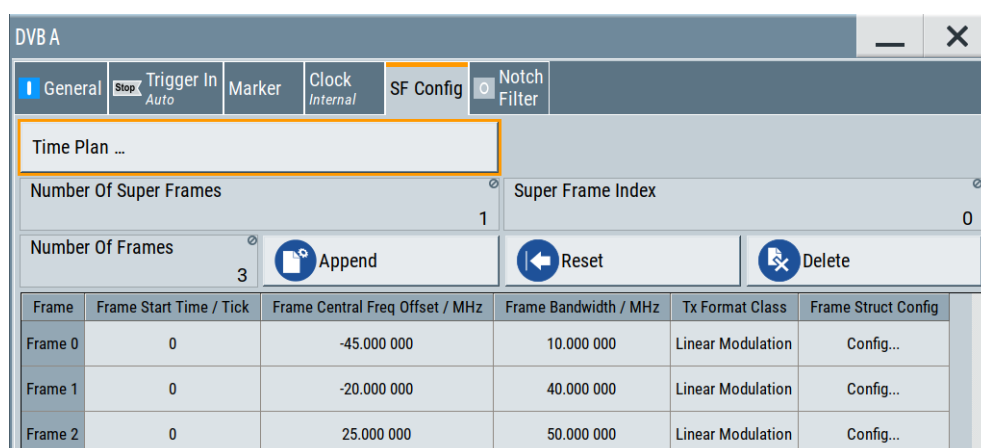 DVB A
General
Stop Trigger In
Auto
Marker
Clock
Internal
SF Config
Notch
Filter
Time Plan ...
Number Of Super Frames
1
Super Frame Index
0
Number Of Frames
3
Append
Reset
Delete
Frame Frame Start Time / Tick Frame Central Freq Offset / MHz Frame Bandwidth / MHz Tx Format Class Frame Struct Config
Frame 0 0 -45.000 000 10.000 000 Linear Modulation Config...
Frame 1 0 -20.000 000 40.000 000 Linear Modulation Config...
Frame 2 0 25.000 000 50.000 000 Linear Modulation Config...